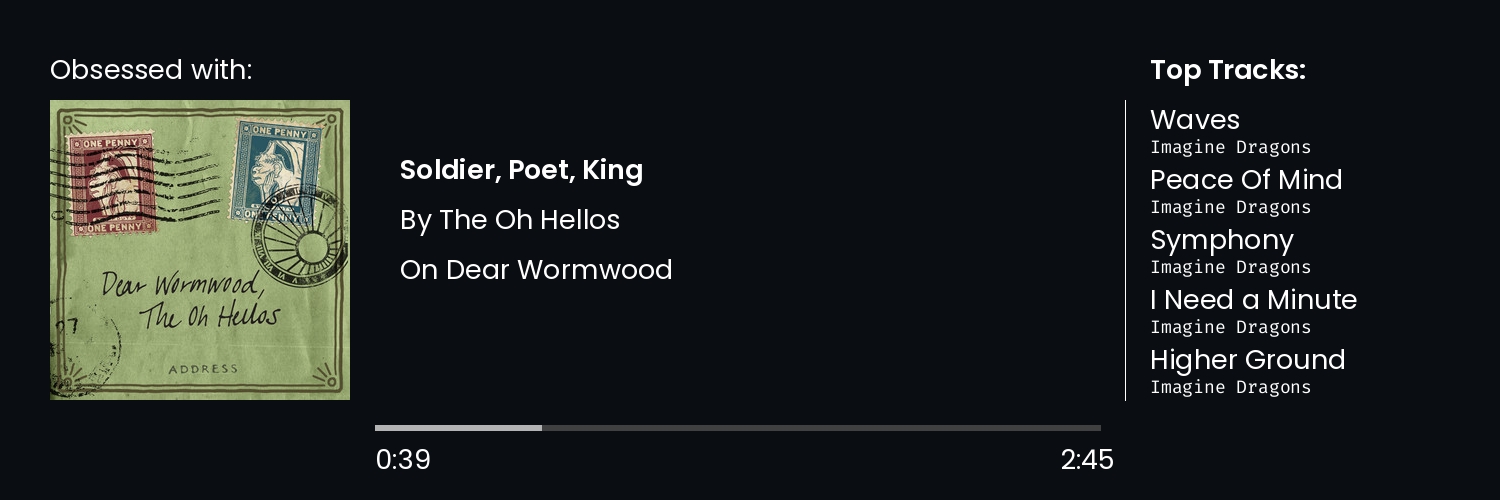 Obsessed with:
ONE PENNY
ONE PENNY
ONE PENNY
ONE PENNY
Dear Wormwood,
The Oh Hellos
ADDRESS
Soldier, Poet, King
By The Oh Hellos
On Dear Wormwood
0:39
2:45
Top Tracks:
Waves
Imagine Dragons
Peace Of Mind
Imagine Dragons
Symphony
Imagine Dragons
I Need a Minute
Imagine Dragons
Higher Ground
Imagine Dragons